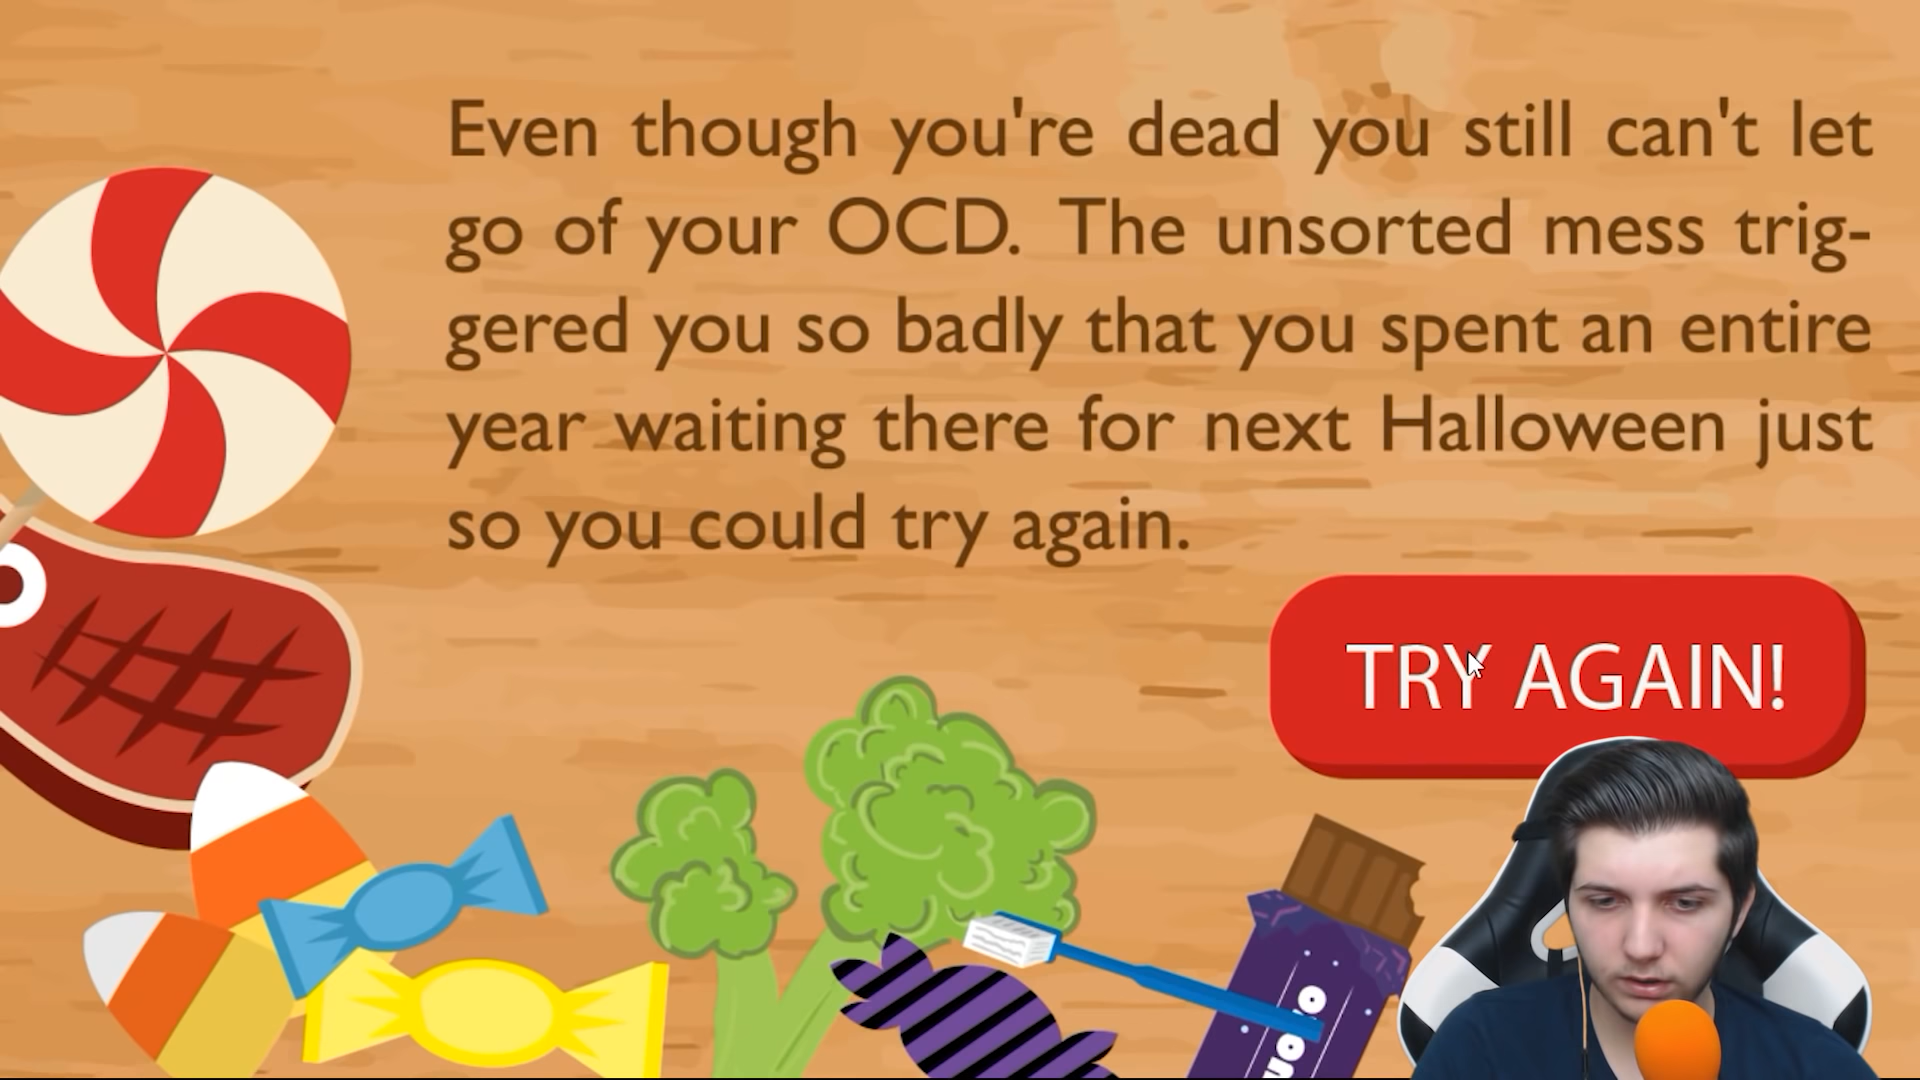 Even though you're dead you still can't let
go of your OCD. The unsorted mess trig-
gered you so badly that you spent an entire
year waiting there for next Halloween just
so you could try again.
TRY AGAIN!